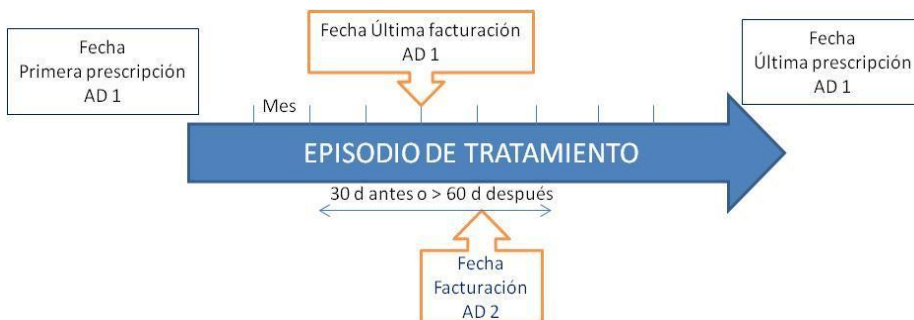 Fecha
Primera prescripción
AD 1
Fecha Última facturación
AD 1
Fecha
Última prescripción
AD 1
Mes
EPISODIO DE TRATAMIENTO
30 d antes o > 60 d después
Fecha
Facturación
AD 2